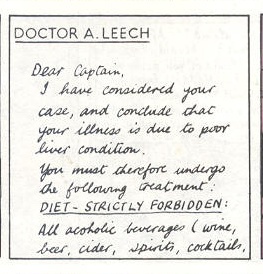 DOCTOR A. LEECH
Dear Captain,
I have considered your
case, and conclude that
your illness is due to poor
liver condition.
You must therefore undergo
the following treatment:
DIET - STRICTLY FORBIDDEN:
All acoholic beverages (wine,
beer, cider, spirits, cocktails,